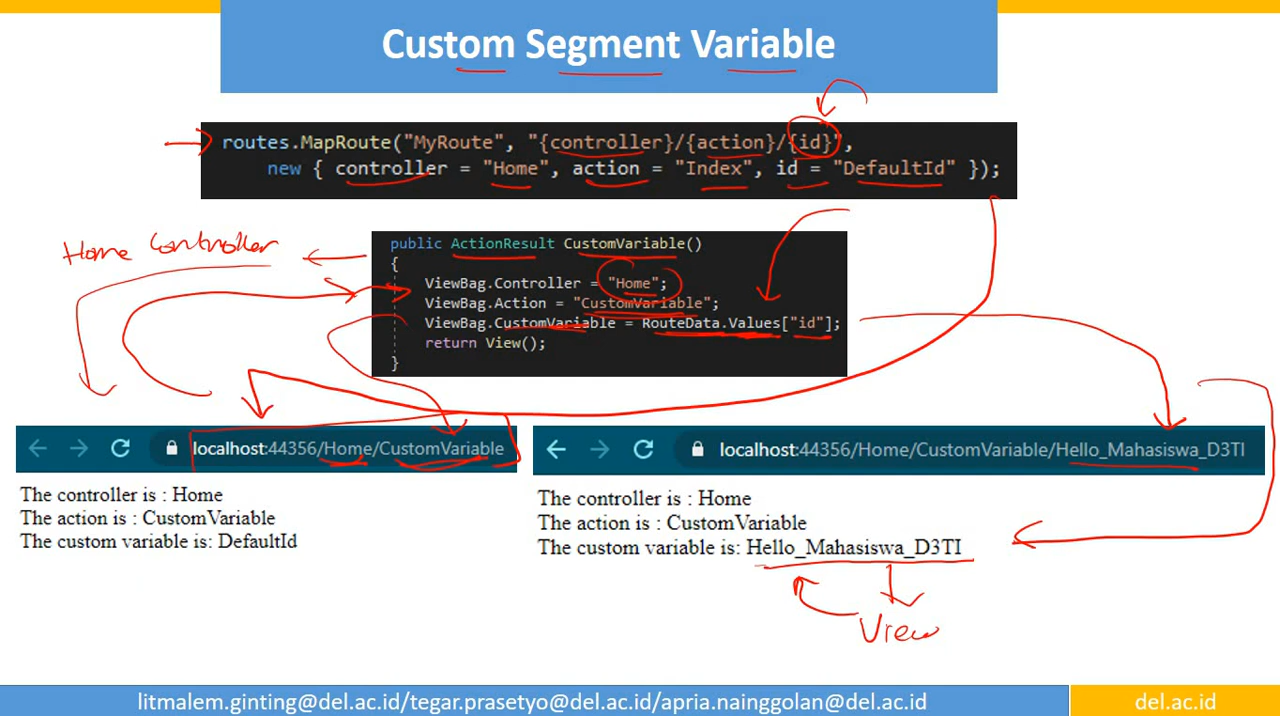 Custom Segment Variable
routes.MapRoute("MyRoute", "{controller}/{action}/{id}",
new { controller = "Home", action = "Index", id = "DefaultId" });
Home Controller
public ActionResult CustomVariable()
{
ViewBag.Controller = "Home";
ViewBag.Action = "CustomVariable";
ViewBag.CustomVariable = RouteData.Values["id"];
return View();
}
localhost:44356/Home/CustomVariable
The controller is : Home
The action is : CustomVariable
The custom variable is: DefaultId
localhost:44356/Home/CustomVariable/Hello_Mahasiswa_D3TI
The controller is : Home
The action is : CustomVariable
The custom variable is: Hello_Mahasiswa_D3TI
View
litmalem.ginting@del.ac.id/tegar.prasetyo@del.ac.id/apria.nainggolan@del.ac.id
del.ac.id